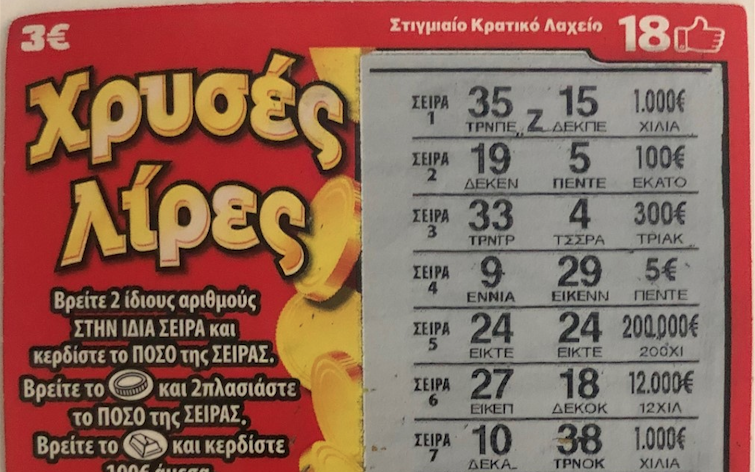 3€
Στιγμιαίο Κρατικό Λαχείο 18
Χρυσές
Λίρες
Βρείτε 2 ίδιους αριθμούς
ΣΤΗΝ ΙΔΙΑ ΣΕΙΡΑ και
κερδίστε το ΠΟΣΟ της ΣΕΙΡΑΣ.
Βρείτε το και 2πλασιάστε
το ΠΟΣΟ της ΣΕΙΡΑΣ.
Βρείτε το και κερδίστε
100€ άμεσα
ΣΕΙΡΑ 35 15 1.000€
1 ΤΡΝΠΕ Z ΔΕΚΠΕ ΧΙΛΙΑ
ΣΕΙΡΑ 19 5 100€
2 ΔΕΚΕΝ ΠΕΝΤΕ ΕΚΑΤΟ
ΣΕΙΡΑ 33 4 300€
3 ΤΡΝΤΡ ΤΣΣΡΑ ΤΡΙΑΚ
ΣΕΙΡΑ 9 29 5€
4 ΕΝΝΙΑ ΕΙΚΕΝΝ ΠΕΝΤΕ
ΣΕΙΡΑ 24 24 200.000€
5 ΕΙΚΤΕ ΕΙΚΤΕ 200ΧΙ
ΣΕΙΡΑ 27 18 12.000€
6 ΕΙΚΕΠ ΔΕΚΟΚ 12ΧΙΛ
ΣΕΙΡΑ 10 38 1.000€
7 ΔΕΚΑ ΤΡΝΟΚ ΧΙΛΙΑ